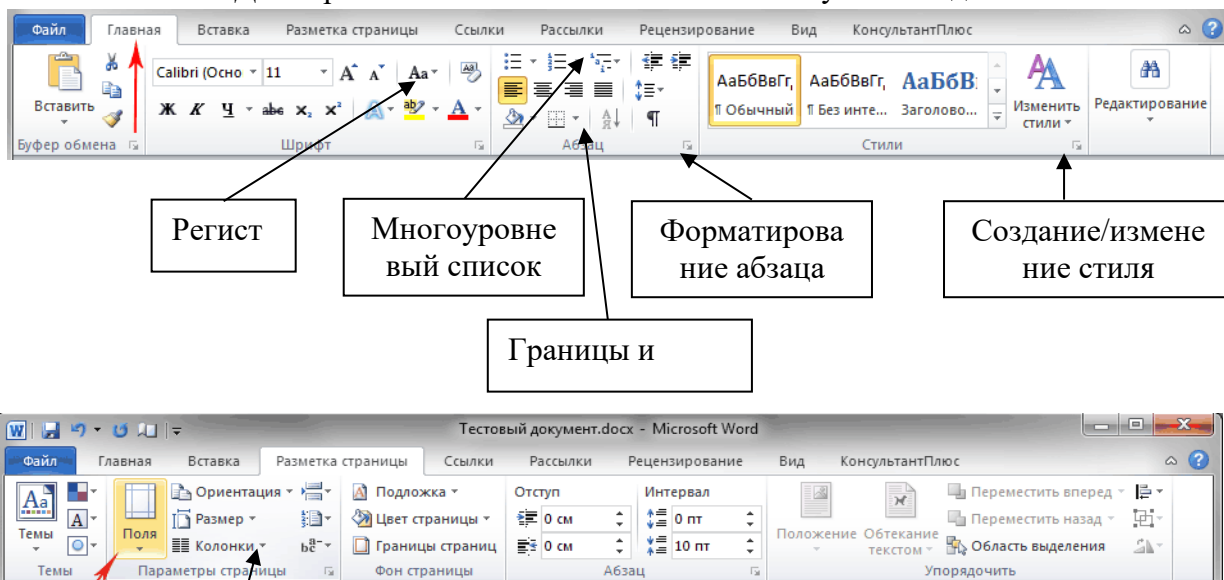 Файл Главная Вставка Разметка страницы Ссылки Рассылки Рецензирование Вид КонсультантПлюс
Calibri (Осно 11 Аа
АаБбВвГг, АаБбВвГг, АаБбВ
Вставить
Ж К Ч abc x₂ x²
¶ Обычный ¶ Без инте... Заголово...
Изменить стили
Редактирование
Буфер обмена Шрифт Абзац Стили
Регист
Многоуровне
вый список
Форматирова
ние абзаца
Создание/измене
ние стиля
Границы и
Тестовый документ.docx - Microsoft Word
Файл Главная Вставка Разметка страницы Ссылки Рассылки Рецензирование Вид КонсультантПлюс
Темы
Поля
Ориентация
Размер
Колонки
Подложка
Цвет страницы
Границы страниц
Отступ Интервал
0 см 0 пт
0 см 10 пт
Положение
Обтекание текстом
Переместить вперед
Переместить назад
Область выделения
Темы Параметры страницы Фон страницы Абзац Упорядочить